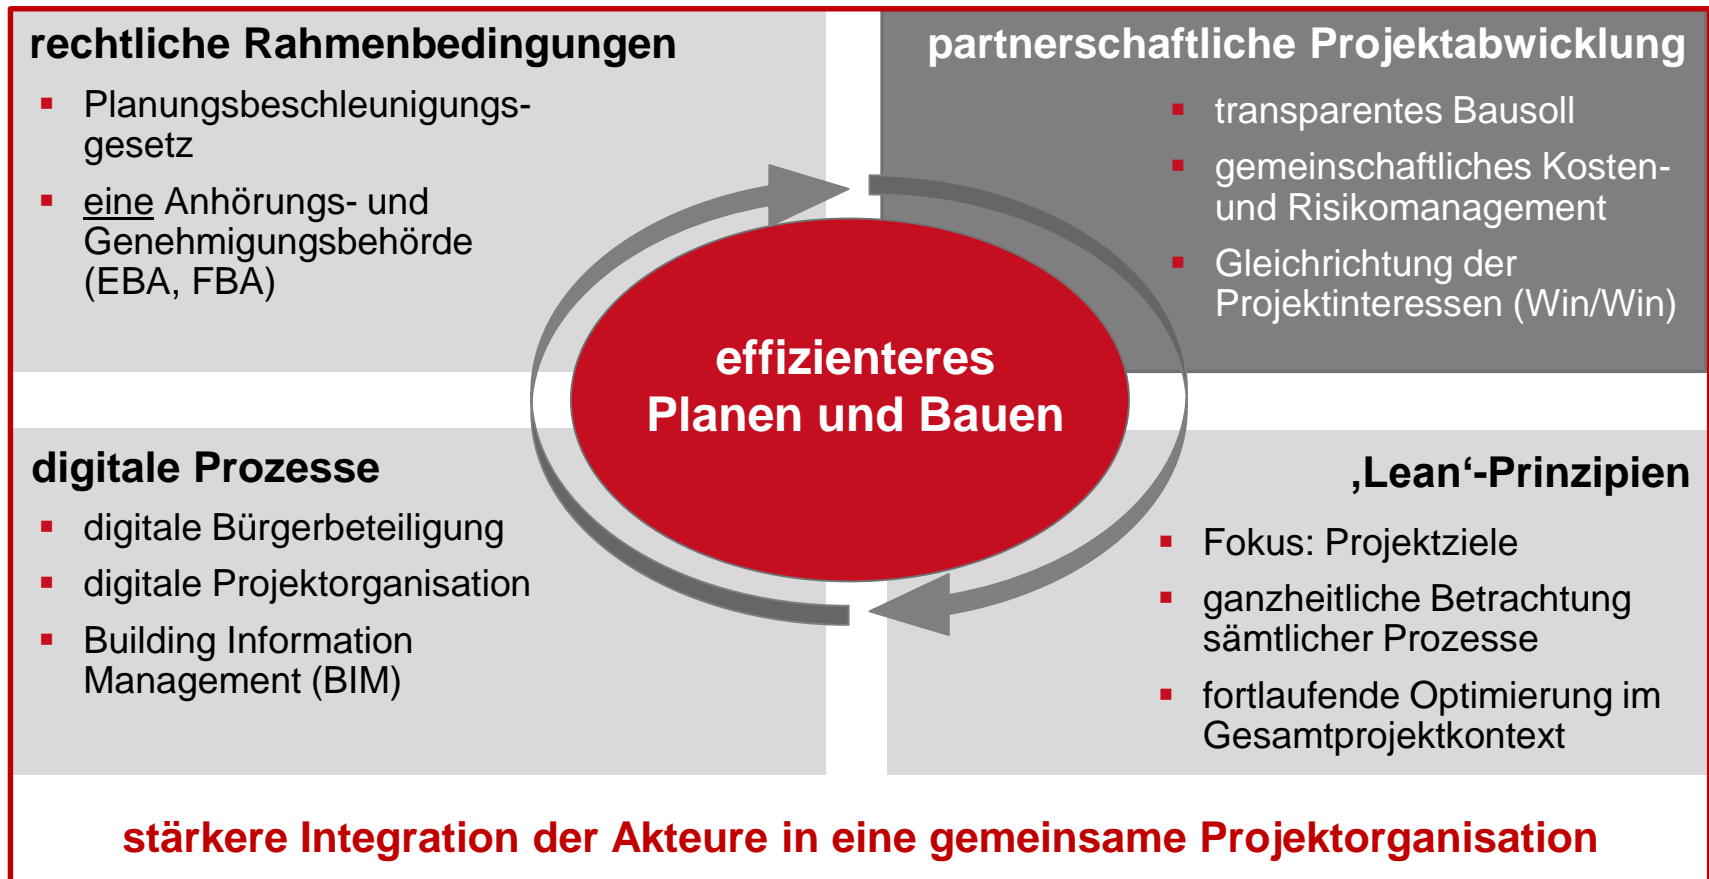 rechtliche Rahmenbedingungen
▪ Planungsbeschleunigungs-
gesetz
▪ eine Anhörungs- und
Genehmigungsbehörde
(EBA, FBA)
partnerschaftliche Projektabwicklung
▪ transparentes Bausoll
▪ gemeinschaftliches Kosten-
und Risikomanagement
▪ Gleichrichtung der
Projektinteressen (Win/Win)
effizienteres
Planen und Bauen
digitale Prozesse
▪ digitale Bürgerbeteiligung
▪ digitale Projektorganisation
▪ Building Information
Management (BIM)
‚Lean‘-Prinzipien
▪ Fokus: Projektziele
▪ ganzheitliche Betrachtung
sämtlicher Prozesse
▪ fortlaufende Optimierung im
Gesamtprojektkontext
stärkere Integration der Akteure in eine gemeinsame Projektorganisation